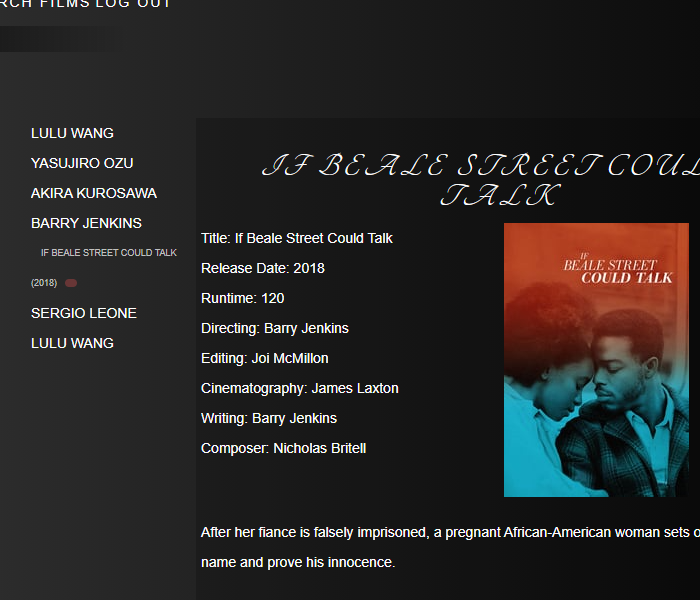 RCH FILMS LOG OUT
LULU WANG
YASUJIRO OZU
AKIRA KUROSAWA
BARRY JENKINS
IF BEALE STREET COULD TALK
(2018)
SERGIO LEONE
LULU WANG
IF BEALE STREET COUL
TALK
Title: If Beale Street Could Talk
Release Date: 2018
Runtime: 120
Directing: Barry Jenkins
Editing: Joi McMillon
Cinematography: James Laxton
Writing: Barry Jenkins
Composer: Nicholas Britell
IF
BEALE STREET
COULD TALK
After her fiance is falsely imprisoned, a pregnant African-American woman sets o
name and prove his innocence.